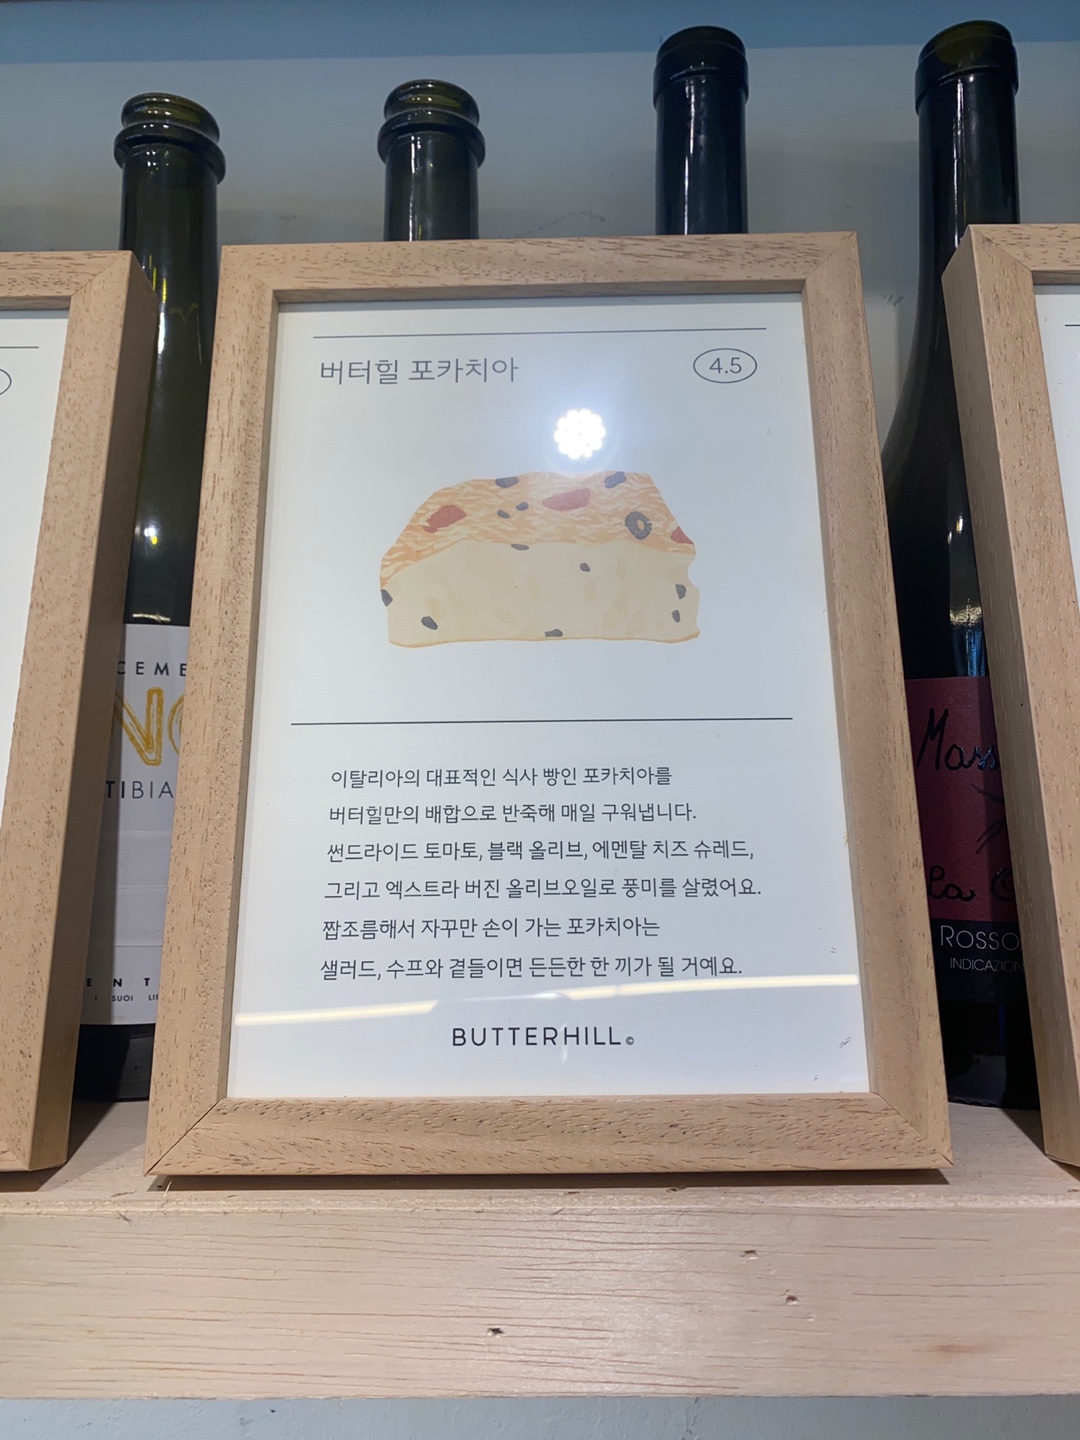 버터힐 포카치아
4.5
이탈리아의 대표적인 식사 빵인 포카치아를
버터힐만의 배합으로 반죽해 매일 구워냅니다.
썬드라이드 토마토, 블랙 올리브, 에멘탈 치즈 슈레드,
그리고 엑스트라 버진 올리브오일로 풍미를 살렸어요.
짭조름해서 자꾸만 손이 가는 포카치아는
샐러드, 수프와 곁들이면 든든한 한 끼가 될 거예요.
BUTTERHILL©
CEME
TIBIA
ENT
I SUOI LIE
Mass
La
ROSSO
INDICAZION